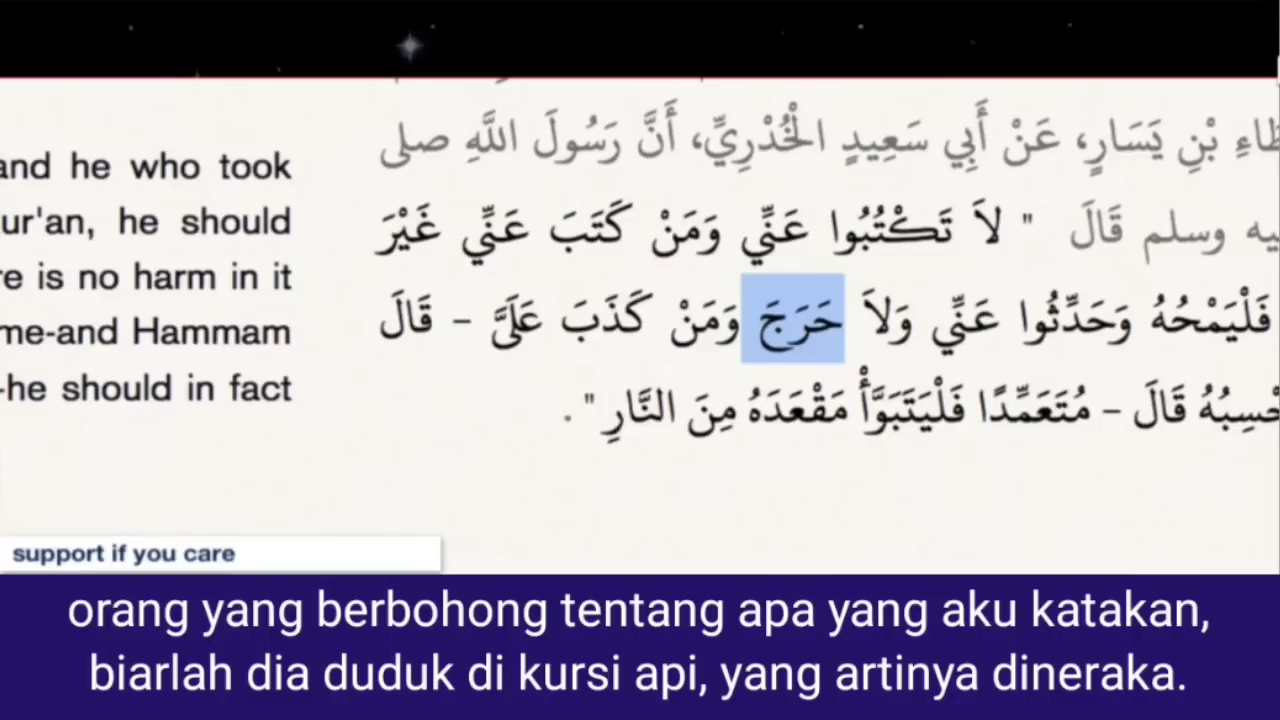 and he who took
ur'an, he should
e is no harm in it
me-and Hammam
-he should in fact
طَاءِ بْنِ يَسَارٍ، عَنْ أَبِي سَعِيدٍ الْخُدْرِيِّ، أَنَّ رَسُولَ اللَّهِ صلى
يه وسلم قَالَ " لاَ تَكْتُبُوا عَنِّي وَمَنْ كَتَبَ عَنِّي غَيْرَ
فَلْيَمْحُهُ وَحَدِّثُوا عَنِّي وَلاَ حَرَجَ وَمَنْ كَذَبَ عَلَىَّ – قَالَ
حْسِبُهُ قَالَ – مُتَعَمِّدًا فَلْيَتَبَوَّأْ مَقْعَدَهُ مِنَ النَّارِ " .
support if you care
orang yang berbohong tentang apa yang aku katakan,
biarlah dia duduk di kursi api, yang artinya dineraka.